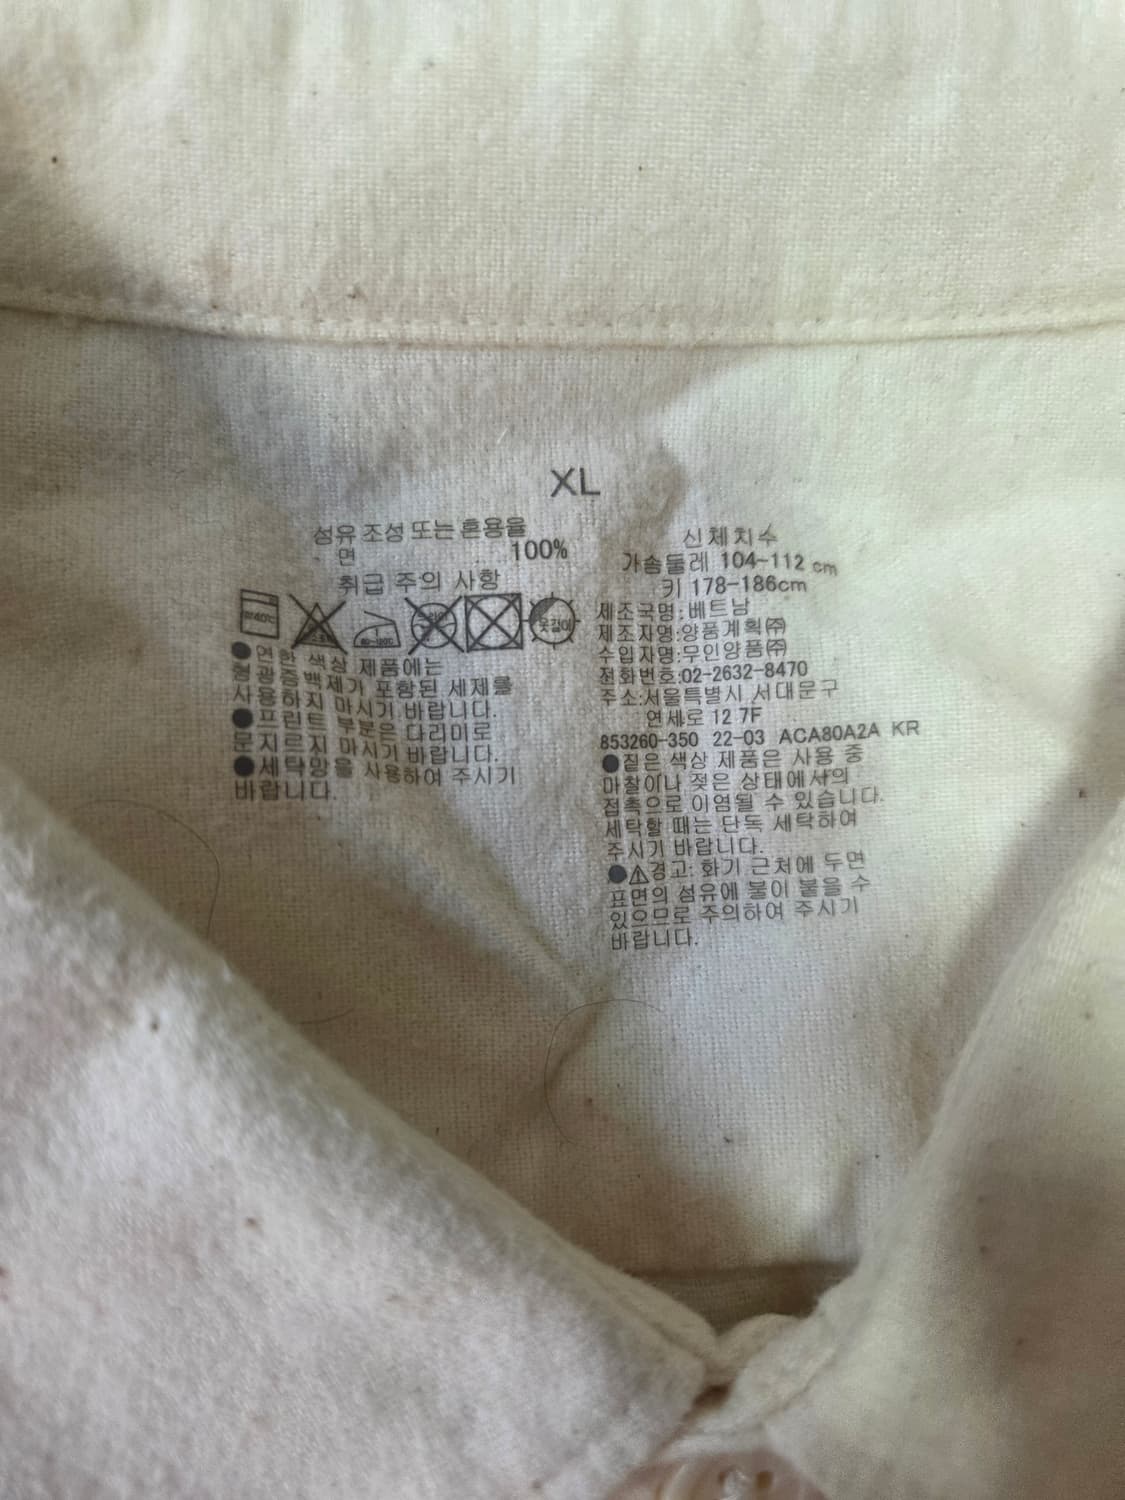 XL
섬유 조성 또는 혼용율
면 100%
취급 주의 사항
약40℃
80~120℃
옷걸이
●연한 색상 제품에는
형광증백제가 포함된 세제를
사용하지 마시기 바랍니다.
●프린트 부분은 다리미로
문지르지 마시기 바랍니다.
●세탁망을 사용하여 주시기
바랍니다.
신체치수
가슴둘레 104-112 cm
키 178-186cm
제조국명:베트남
제조자명:양품계획㈜
수입자명:무인양품㈜
전화번호:02-2632-8470
주소:서울특별시 서대문구
연세로 12 7F
853260-350 22-03 ACA80A2A KR
●짙은 색상 제품은 사용 중
마찰이나 젖은 상태에서의
접촉으로 이염될 수 있습니다.
세탁할 때는 단독 세탁하여
주시기 바랍니다.
●⚠경고: 화기 근처에 두면
표면의 섬유에 불이 붙을 수
있으므로 주의하여 주시기
바랍니다.